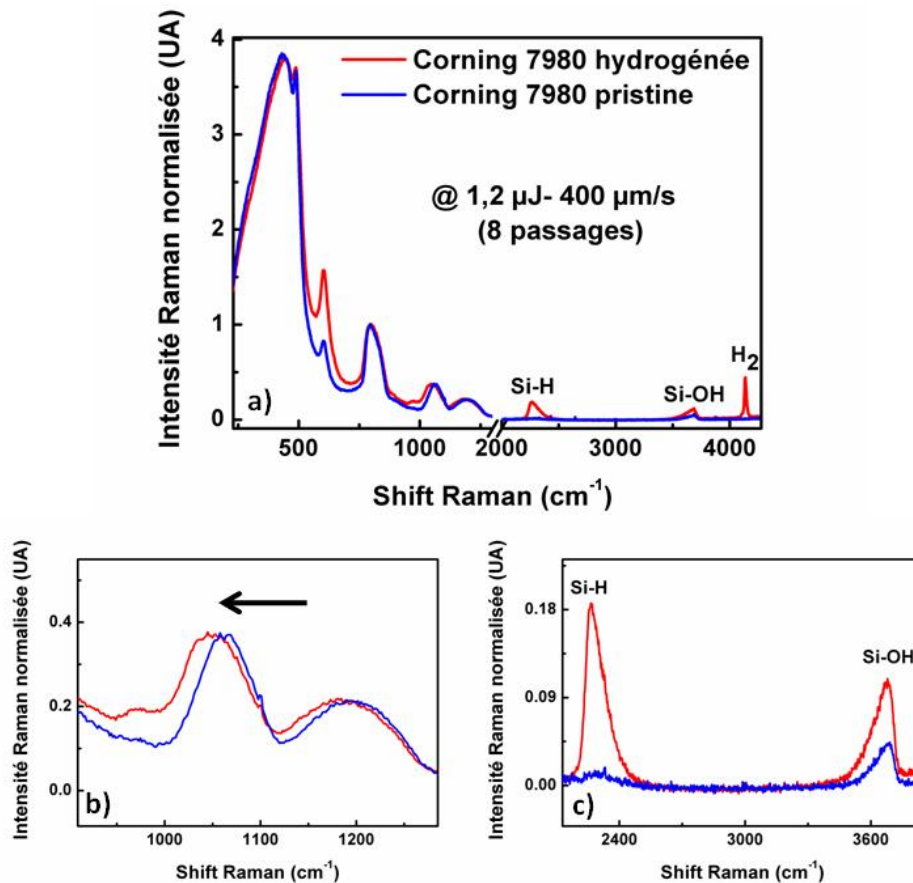 Corning 7980 hydrogénée
Corning 7980 pristine
@ 1,2 µJ- 400 µm/s
(8 passages)
Intensité Raman normalisée (UA)
4
3
2
1
0
a)
Si-H
Si-OH
H2
500
1000
2000
3000
4000
Shift Raman (cm-1)
Intensité Raman normalisée (UA)
0.4
0.2
0.0
b)
1000
1100
1200
Shift Raman (cm-1)
Intensité Raman normalisée (UA)
Si-H
0.18
Si-OH
0.09
0.00
c)
2400
3000
3600
Shift Raman (cm-1)